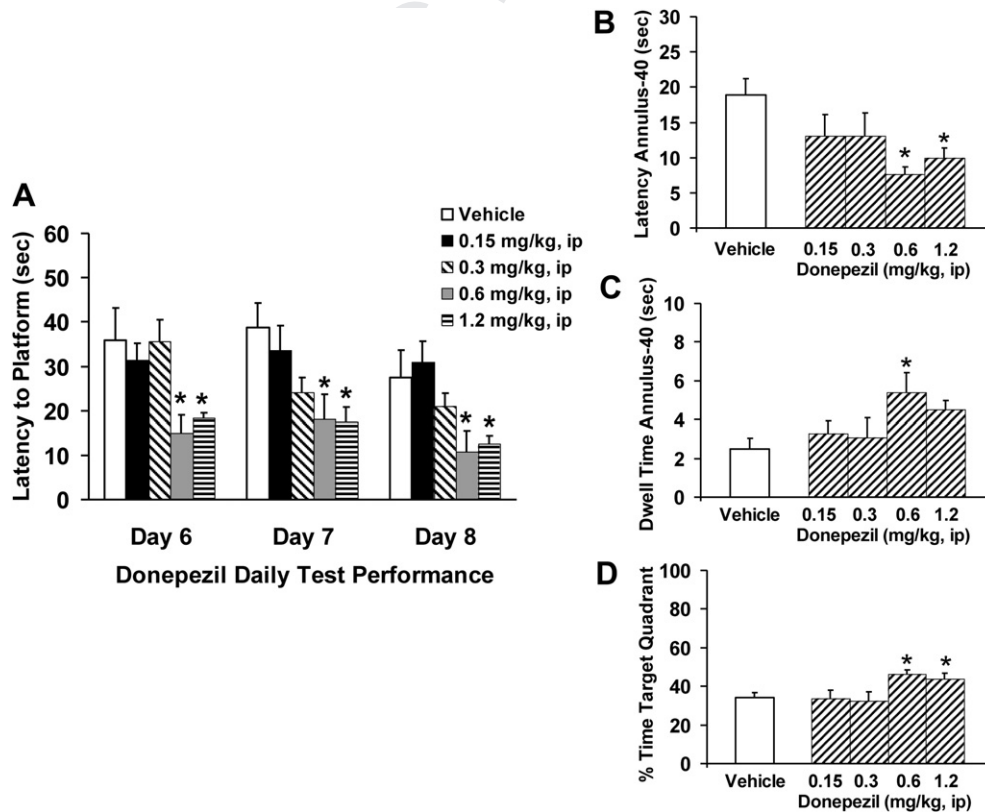 A
Latency to Platform (sec)
60
50
40
30
20
10
0
Vehicle
0.15 mg/kg, ip
0.3 mg/kg, ip
0.6 mg/kg, ip
1.2 mg/kg, ip
* *
* *
* *
Day 6 Day 7 Day 8
Donepezil Daily Test Performance
B
Latency Annulus-40 (sec)
30
25
20
15
10
5
0
* *
Vehicle 0.15 0.3 0.6 1.2
Donepezil (mg/kg, ip)
C
Dwell Time Annulus-40 (sec)
10
8
6
4
2
0
*
Vehicle 0.15 0.3 0.6 1.2
Donepezil (mg/kg, ip)
D
% Time Target Quadrant
100
80
60
40
20
0
* *
Vehicle 0.15 0.3 0.6 1.2
Donepezil (mg/kg, ip)